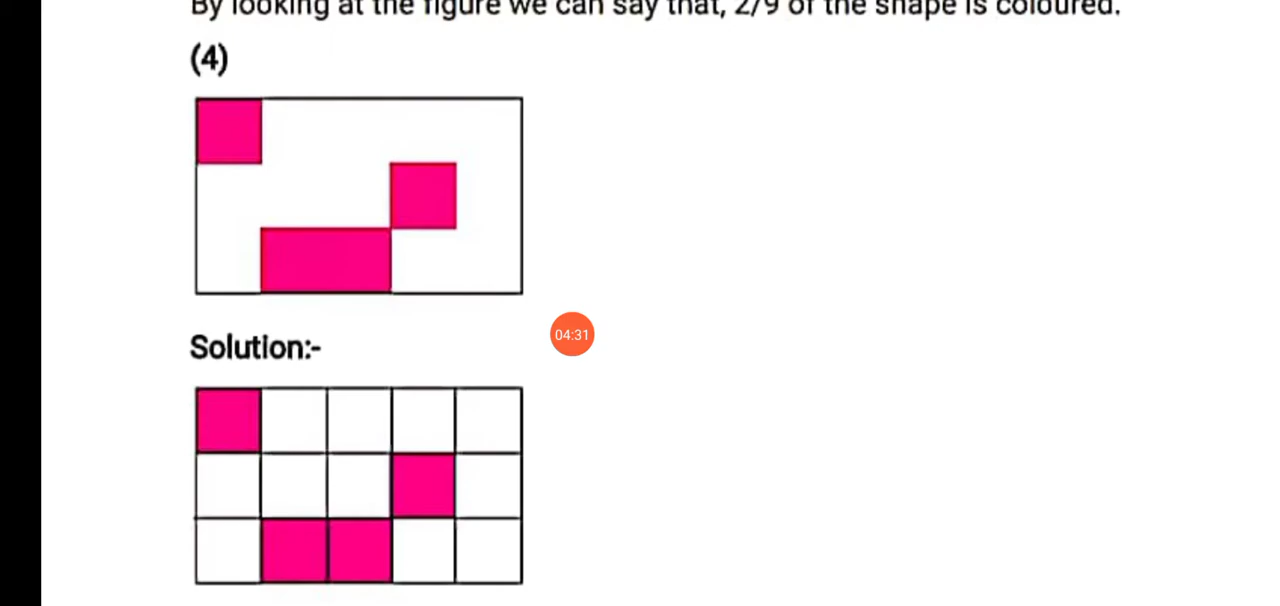 By looking at the figure we can say that, 2/9 of the shape is coloured.
(4)
Solution:-
04:31